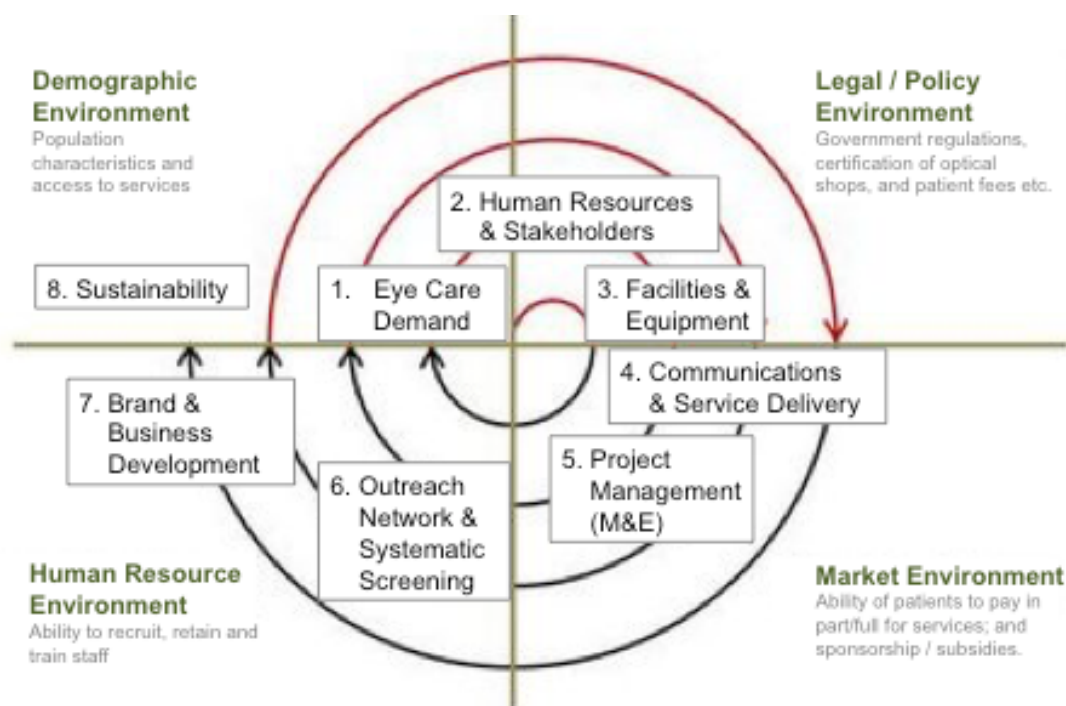 Demographic
Environment
Population
characteristics and
access to services
Legal / Policy
Environment
Government regulations,
certification of optical
shops, and patient fees etc.
2. Human Resources
& Stakeholders
8. Sustainability
1. Eye Care
Demand
3. Facilities &
Equipment
4. Communications
& Service Delivery
7. Brand &
Business
Development
5. Project
Management
(M&E)
6. Outreach
Network &
Systematic
Screening
Human Resource
Environment
Ability to recruit, retain and
train staff
Market Environment
Ability of patients to pay in
part/full for services; and
sponsorship / subsidies.